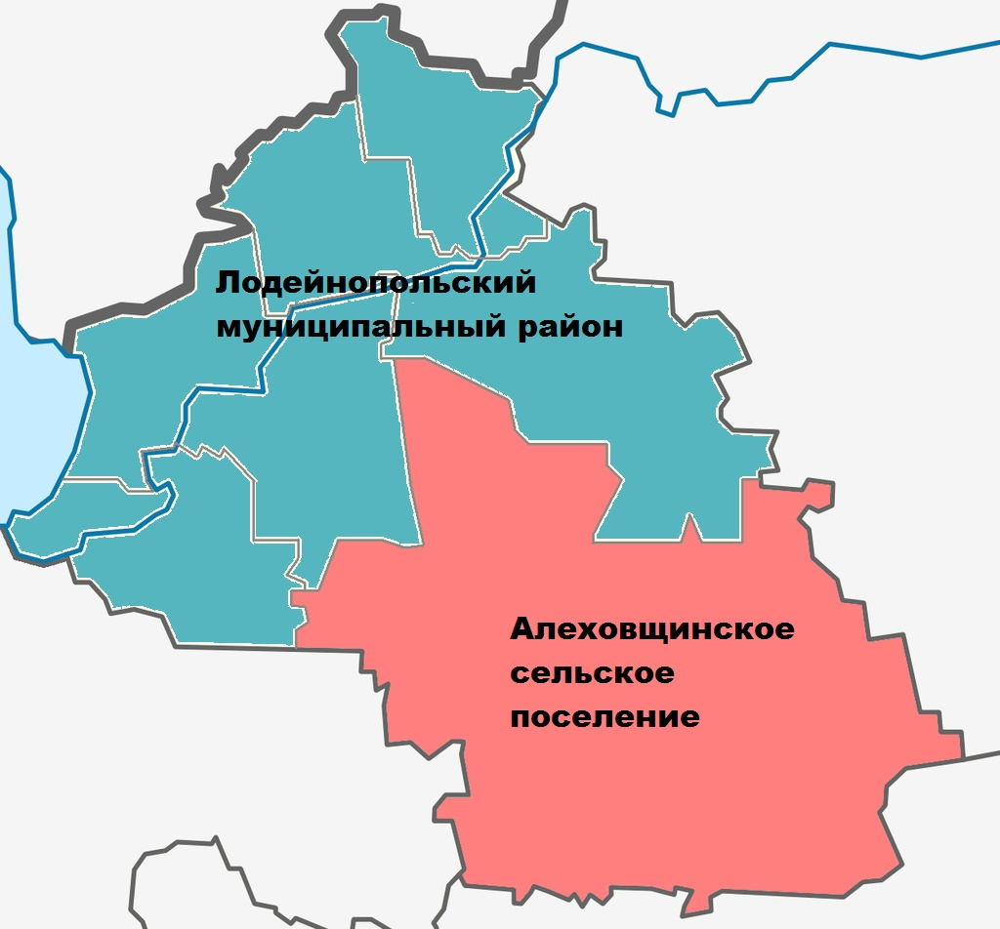 Лодейнопольский
муниципальный район
Алеховщинское
сельское
поселение